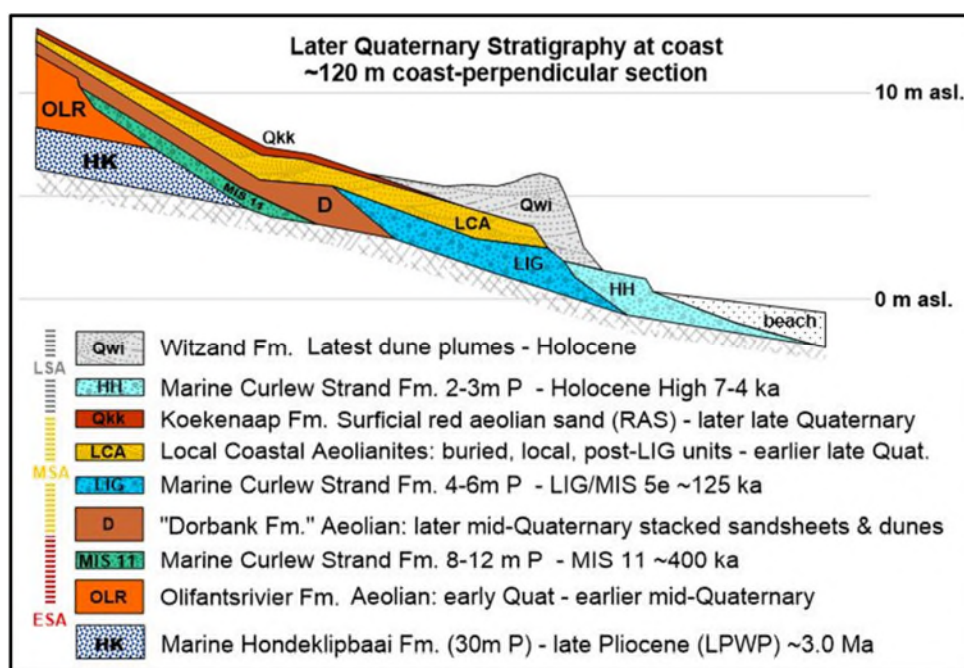 Later Quaternary Stratigraphy at coast
~120 m coast-perpendicular section
10 m asl.
OLR
Qkk
HK
MIS 11
D
Qwi
LCA
LIG
HH
0 m asl.
beach
LSA
MSA
ESA
Qwi Witzand Fm. Latest dune plumes - Holocene
HH Marine Curlew Strand Fm. 2-3m P - Holocene High 7-4 ka
Qkk Koekenaap Fm. Surficial red aeolian sand (RAS) - later late Quaternary
LCA Local Coastal Aeolianites: buried, local, post-LIG units - earlier late Quat.
LIG Marine Curlew Strand Fm. 4-6m P - LIG/MIS 5e ~125 ka
D "Dorbank Fm." Aeolian: later mid-Quaternary stacked sandsheets & dunes
MIS 11 Marine Curlew Strand Fm. 8-12 m P - MIS 11 ~400 ka
OLR Olifantsrivier Fm. Aeolian: early Quat - earlier mid-Quaternary
HK Marine Hondeklipbaai Fm. (30m P) - late Pliocene (LPWP) ~3.0 Ma